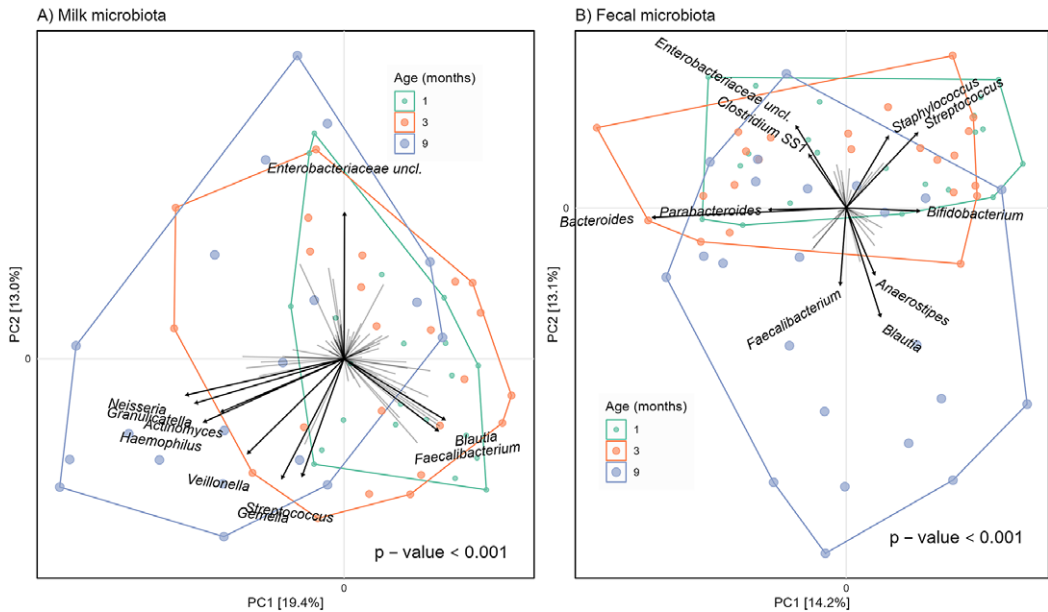 A) Milk microbiota
Age (months)
1
3
9
Enterobacteriaceae uncl.
Neisseria
Granulicatella
Actinomyces
Haemophilus
Veillonella
Streptococcus
Gemella
Blautia
Faecalibacterium
p – value < 0.001
PC2 [13.0%]
0
0
PC1 [19.4%]
B) Fecal microbiota
Enterobacteriaceae uncl.
Clostridium SS1
Staphylococcus
Streptococcus
Bacteroides
Parabacteroides
Bifidobacterium
Anaerostipes
Faecalibacterium
Blautia
Age (months)
1
3
9
p – value < 0.001
PC2 [13.1%]
0
0
PC1 [14.2%]